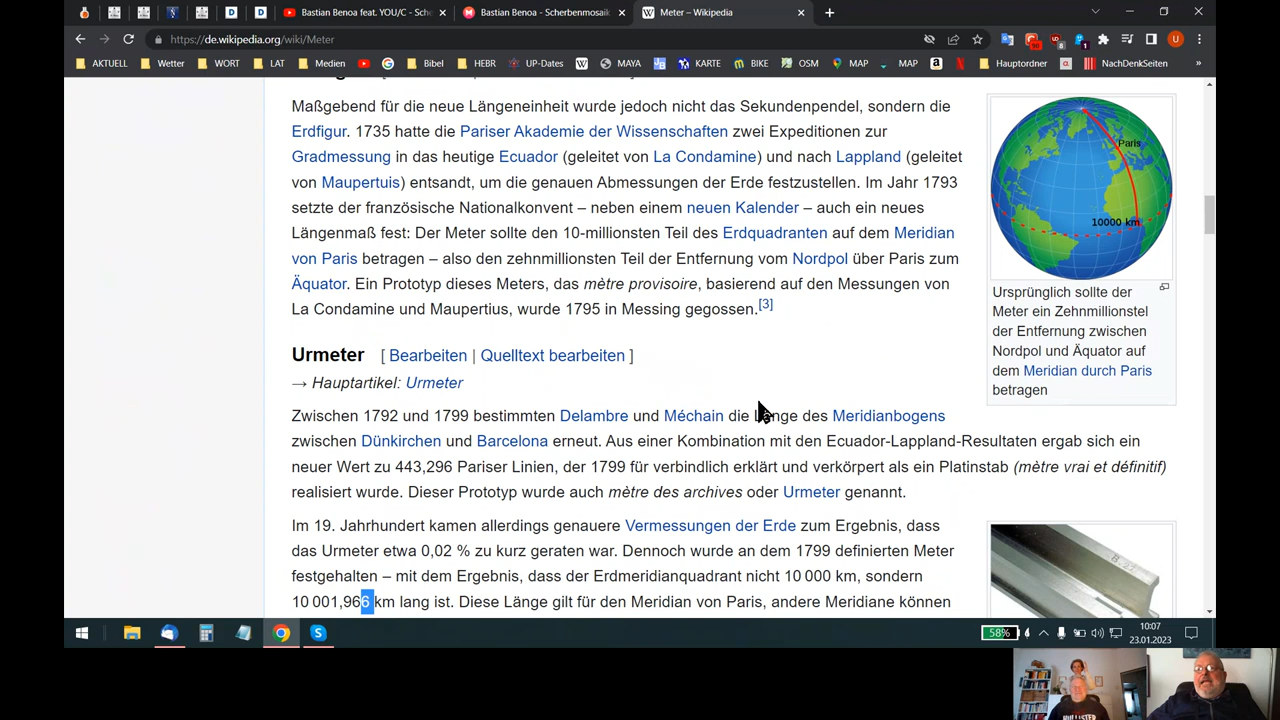 Bastian Benoa feat. YOU/C - Sch
Bastian Benoa - Scherbenmosaik
Meter – Wikipedia
https://de.wikipedia.org/wiki/Meter
AKTUELL
Wetter
WORT
LAT
Medien
Bibel
HEBR
UP-Dates
MAYA
KARTE
BIKE
OSM
MAP
MAP
Hauptordner
NachDenkSeiten
Maßgebend für die neue Längeneinheit wurde jedoch nicht das Sekundenpendel, sondern die
Erdfigur. 1735 hatte die Pariser Akademie der Wissenschaften zwei Expeditionen zur
Gradmessung in das heutige Ecuador (geleitet von La Condamine) und nach Lappland (geleitet
von Maupertuis) entsandt, um die genauen Abmessungen der Erde festzustellen. Im Jahr 1793
setzte der französische Nationalkonvent – neben einem neuen Kalender – auch ein neues
Längenmaß fest: Der Meter sollte den 10-millionsten Teil des Erdquadranten auf dem Meridian
von Paris betragen – also den zehnmillionsten Teil der Entfernung vom Nordpol über Paris zum
Äquator. Ein Prototyp dieses Meters, das mètre provisoire, basierend auf den Messungen von
La Condamine und Maupertius, wurde 1795 in Messing gegossen.[3]
Paris
10000 km
Ursprünglich sollte der
Meter ein Zehnmillionstel
der Entfernung zwischen
Nordpol und Äquator auf
dem Meridian durch Paris
betragen
Urmeter [ Bearbeiten | Quelltext bearbeiten ]
→ Hauptartikel: Urmeter
Zwischen 1792 und 1799 bestimmten Delambre und Méchain die Länge des Meridianbogens
zwischen Dünkirchen und Barcelona erneut. Aus einer Kombination mit den Ecuador-Lappland-Resultaten ergab sich ein
neuer Wert zu 443,296 Pariser Linien, der 1799 für verbindlich erklärt und verkörpert als ein Platinstab (mètre vrai et définitif)
realisiert wurde. Dieser Prototyp wurde auch mètre des archives oder Urmeter genannt.
Im 19. Jahrhundert kamen allerdings genauere Vermessungen der Erde zum Ergebnis, dass
das Urmeter etwa 0,02 % zu kurz geraten war. Dennoch wurde an dem 1799 definierten Meter
festgehalten – mit dem Ergebnis, dass der Erdmeridianquadrant nicht 10 000 km, sondern
10 001,966 km lang ist. Diese Länge gilt für den Meridian von Paris, andere Meridiane können
58%
10:07
23.01.2023